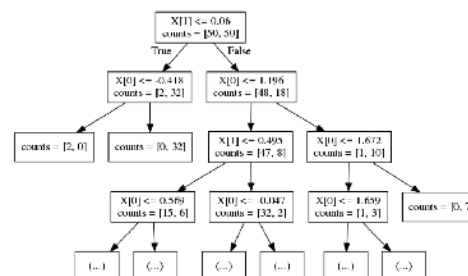 X[1] <= 0.06
counts = [50, 50]
True
False
X[0] <= -0.418
counts = [2, 32]
X[0] <= 1.196
counts = [48, 18]
counts = [2, 0]
counts = [0, 32]
X[1] <= 0.495
counts = [47, 8]
X[0] <= 1.672
counts = [1, 10]
X[0] <= 0.569
counts = [15, 6]
X[0] <= -0.047
counts = [32, 2]
X[0] <= 1.659
counts = [1, 3]
counts = [0, 7
(...)
(...)
(...)
(...)
(...)
(...)